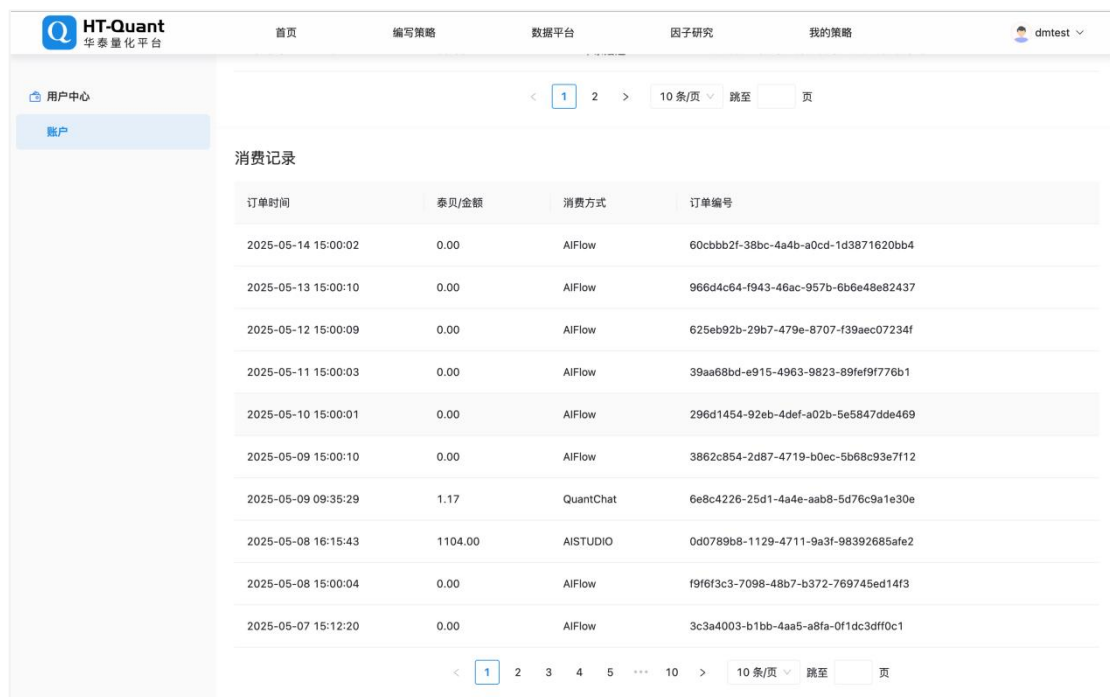 HT-Quant
华泰量化平台
首页 编写策略 数据平台 因子研究 我的策略 dmtest
用户中心
账户
1 2 10 条/页 跳至 页
消费记录
订单时间 泰贝/金额 消费方式 订单编号
2025-05-14 15:00:02 0.00 AIFlow 60cbbb2f-38bc-4a4b-a0cd-1d3871620bb4
2025-05-13 15:00:10 0.00 AIFlow 966d4c64-f943-46ac-957b-6b6e48e82437
2025-05-12 15:00:09 0.00 AIFlow 625eb92b-29b7-479e-8707-f39aec07234f
2025-05-11 15:00:03 0.00 AIFlow 39aa68bd-e915-4963-9823-89fef9f776b1
2025-05-10 15:00:01 0.00 AIFlow 296d1454-92eb-4def-a02b-5e5847dde469
2025-05-09 15:00:10 0.00 AIFlow 3862c854-2d87-4719-b0ec-5b68c93e7f12
2025-05-09 09:35:29 1.17 QuantChat 6e8c4226-25d1-4a4e-aab8-5d76c9a1e30e
2025-05-08 16:15:43 1104.00 AISTUDIO 0d0789b8-1129-4711-9a3f-98392685afe2
2025-05-08 15:00:04 0.00 AIFlow f9f6f3c3-7098-48b7-b372-769745ed14f3
2025-05-07 15:12:20 0.00 AIFlow 3c3a4003-b1bb-4aa5-a8fa-0f1dc3dff0c1
1 2 3 4 5 ••• 10 10 条/页 跳至 页